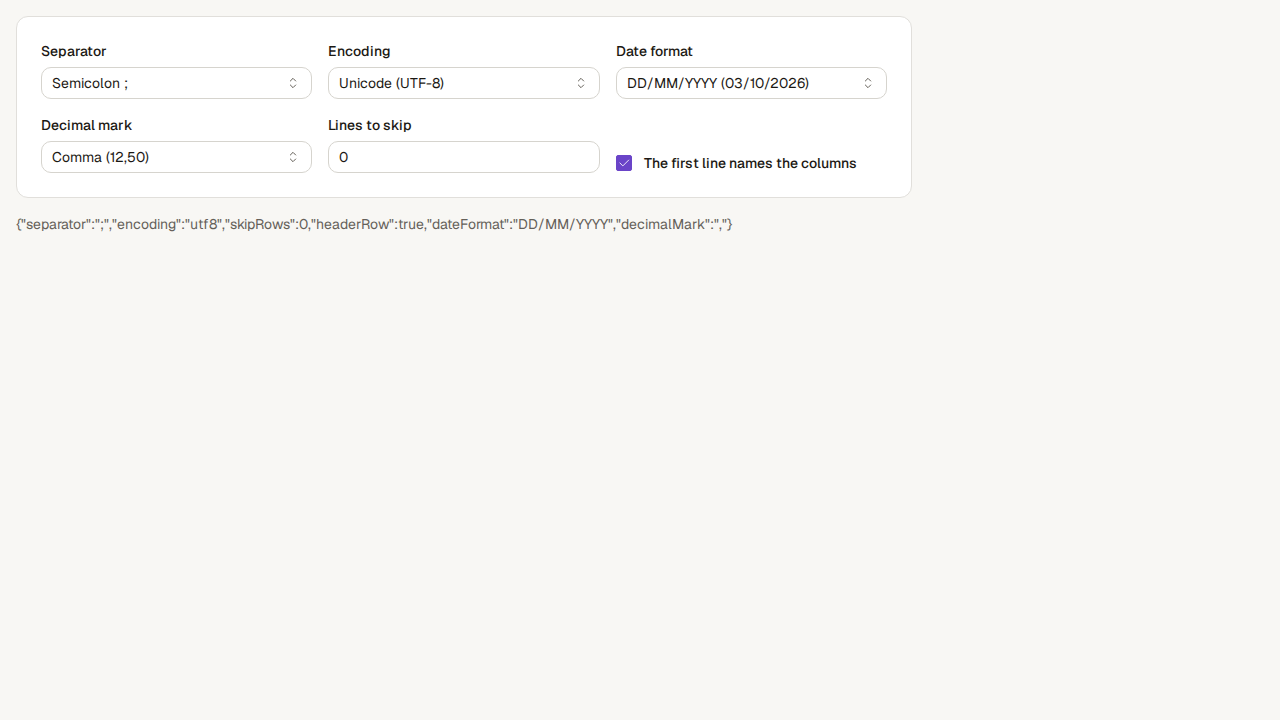 Separator
Encoding
Date format
Semicolon ;
Unicode (UTF-8)
DD/MM/YYYY (03/10/2026)
Decimal mark
Lines to skip
Comma (12,50)
0
The first line names the columns
{"separator":";","encoding":"utf8","skipRows":0,"headerRow":true,"dateFormat":"DD/MM/YYYY","decimalMark":","}